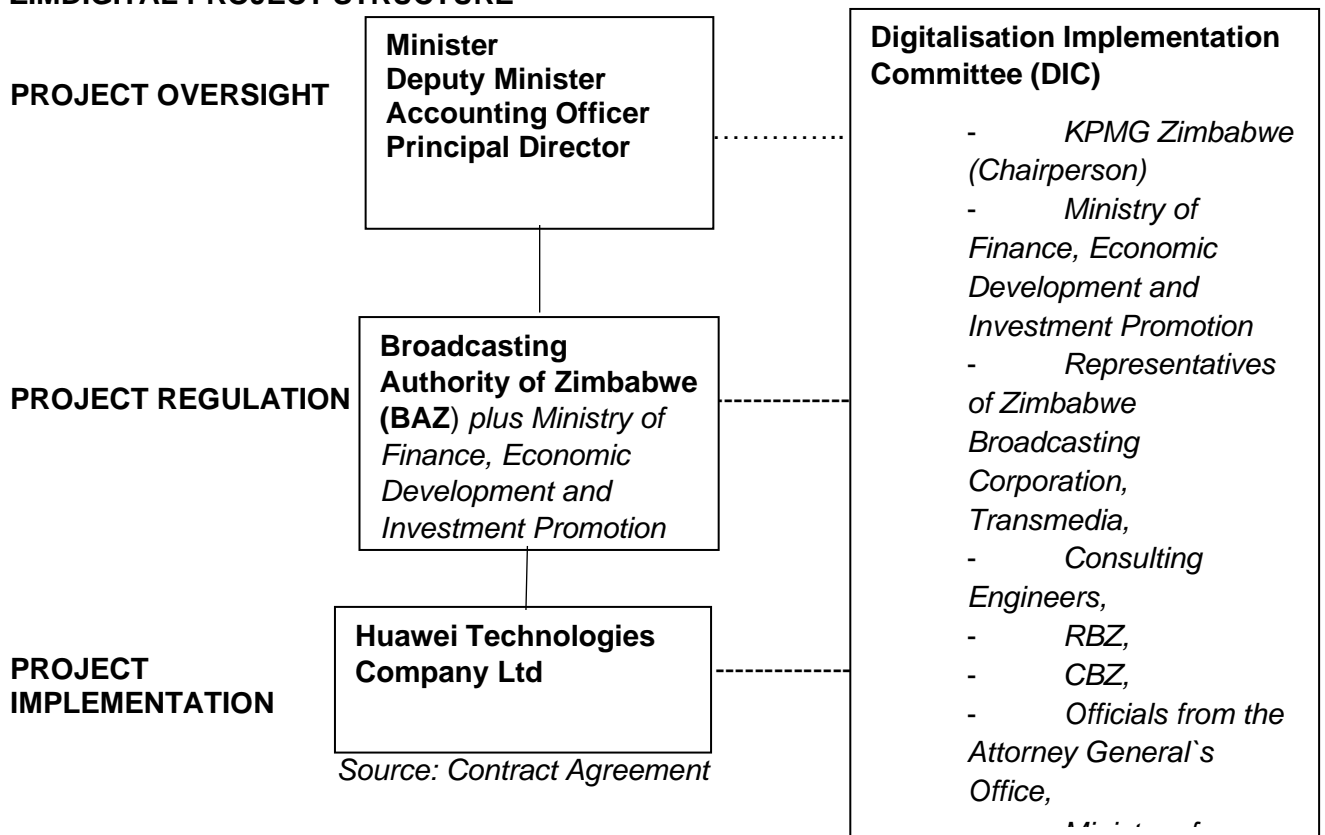 ZIMDIGITAL PROJECT STRUCTURE
PROJECT OVERSIGHT
Minister
Deputy Minister
Accounting Officer
Principal Director
PROJECT REGULATION
Broadcasting
Authority of Zimbabwe
(BAZ) plus Ministry of
Finance, Economic
Development and
Investment Promotion
PROJECT
IMPLEMENTATION
Huawei Technologies
Company Ltd
Source: Contract Agreement
Digitalisation Implementation
Committee (DIC)
- KPMG Zimbabwe
(Chairperson)
- Ministry of
Finance, Economic
Development and
Investment Promotion
- Representatives
of Zimbabwe
Broadcasting
Corporation,
Transmedia,
- Consulting
Engineers,
- RBZ,
- CBZ,
- Officials from the
Attorney General`s
Office,